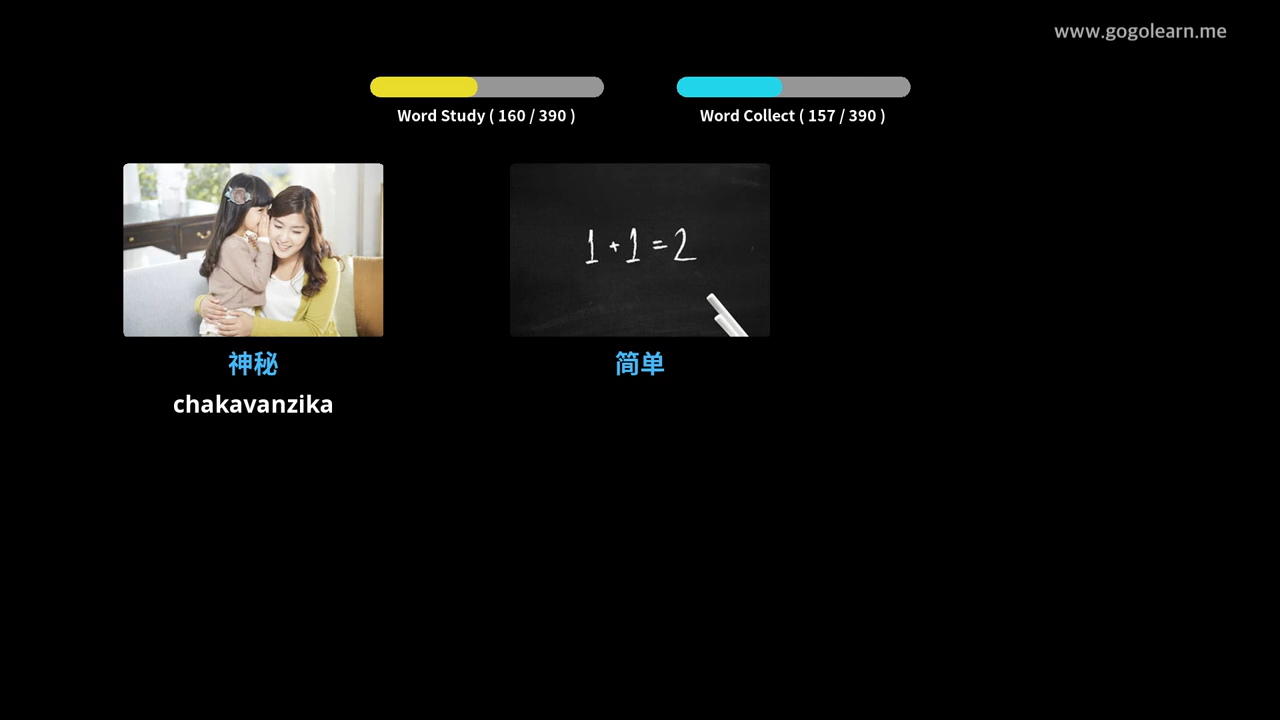 www.gogolearn.me
Word Study ( 160 / 390 )
Word Collect ( 157 / 390 )
1+1=2
神秘
简单
chakavanzika